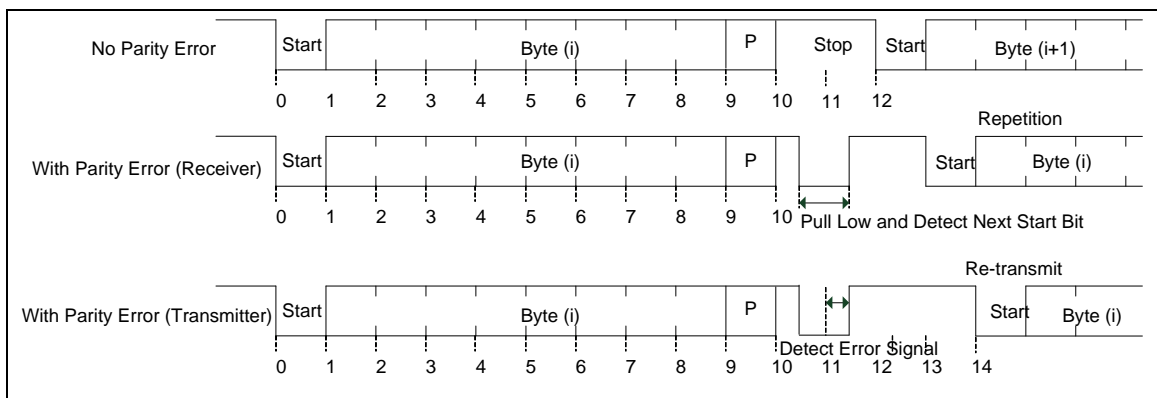 No Parity Error Start Byte (i) P Stop Start Byte (i+1)
0 1 2 3 4 5 6 7 8 9 10 11 12
Repetition
With Parity Error (Receiver) Start Byte (i) P Start Byte (i)
0 1 2 3 4 5 6 7 8 9 10
Pull Low and Detect Next Start Bit
Re-transmit
With Parity Error (Transmitter) Start Byte (i) P Start Byte (i)
Detect Error Signal
0 1 2 3 4 5 6 7 8 9 10 11 12 13 14